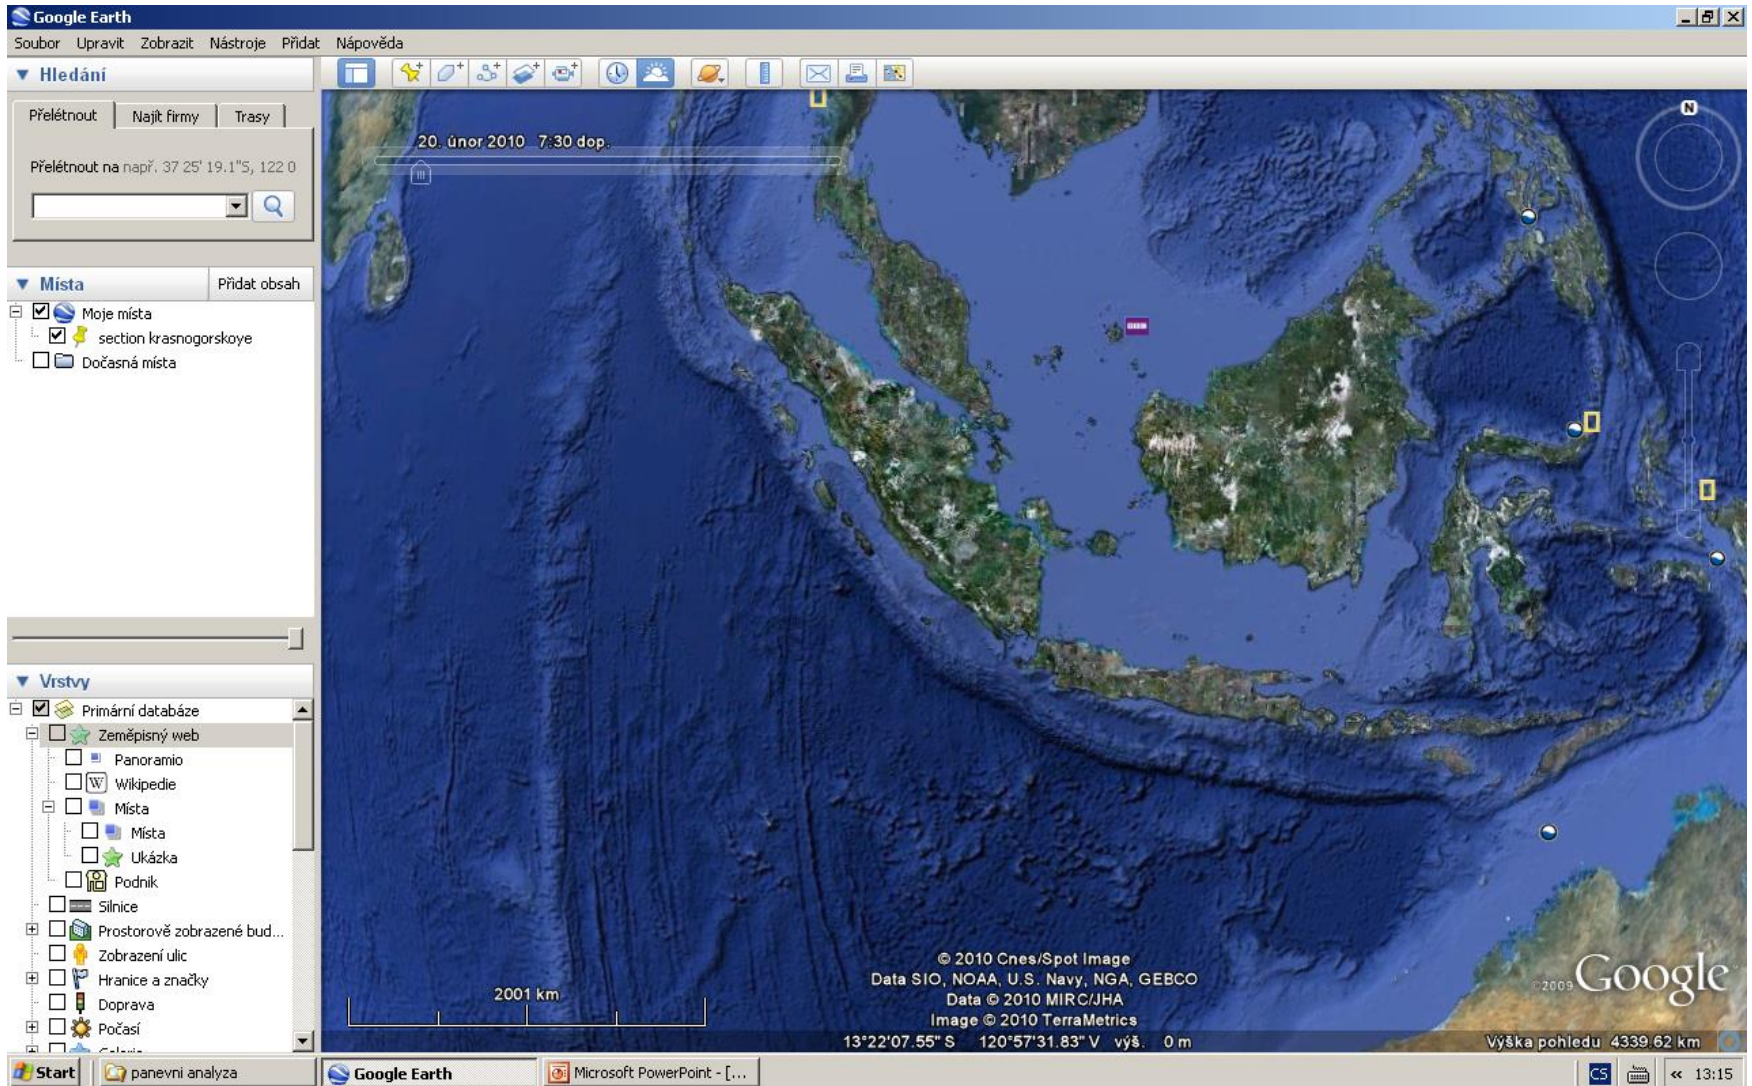 Google Earth
Soubor Upravit Zobrazit Nástroje Přidat Nápověda
Hledání
Přelétnout Najít firmy Trasy
Přelétnout na např. 37 25' 19.1"S, 122 0
Místa Přidat obsah
Moje místa
section krasnogorskoye
Dočasná místa
Vrstvy
Primární databáze
Zeměpisný web
Panoramio
W Wikipedie
Místa
Místa
Ukázka
Podnik
Silnice
Prostorově zobrazené bud...
Zobrazení ulic
Hranice a značky
Doprava
Počasí
20. únor 2010 7:30 dop.
N
2001 km
© 2010 Cnes/Spot Image
Data SIO, NOAA, U.S. Navy, NGA, GEBCO
Data © 2010 MIRC/JHA
Image © 2010 TerraMetrics
©2009 Google
13°22'07.55" S 120°57'31.83" V výš. 0 m
Výška pohledu 4339.62 km
Start panevni analyza Google Earth Microsoft PowerPoint - [... CS « 13:15